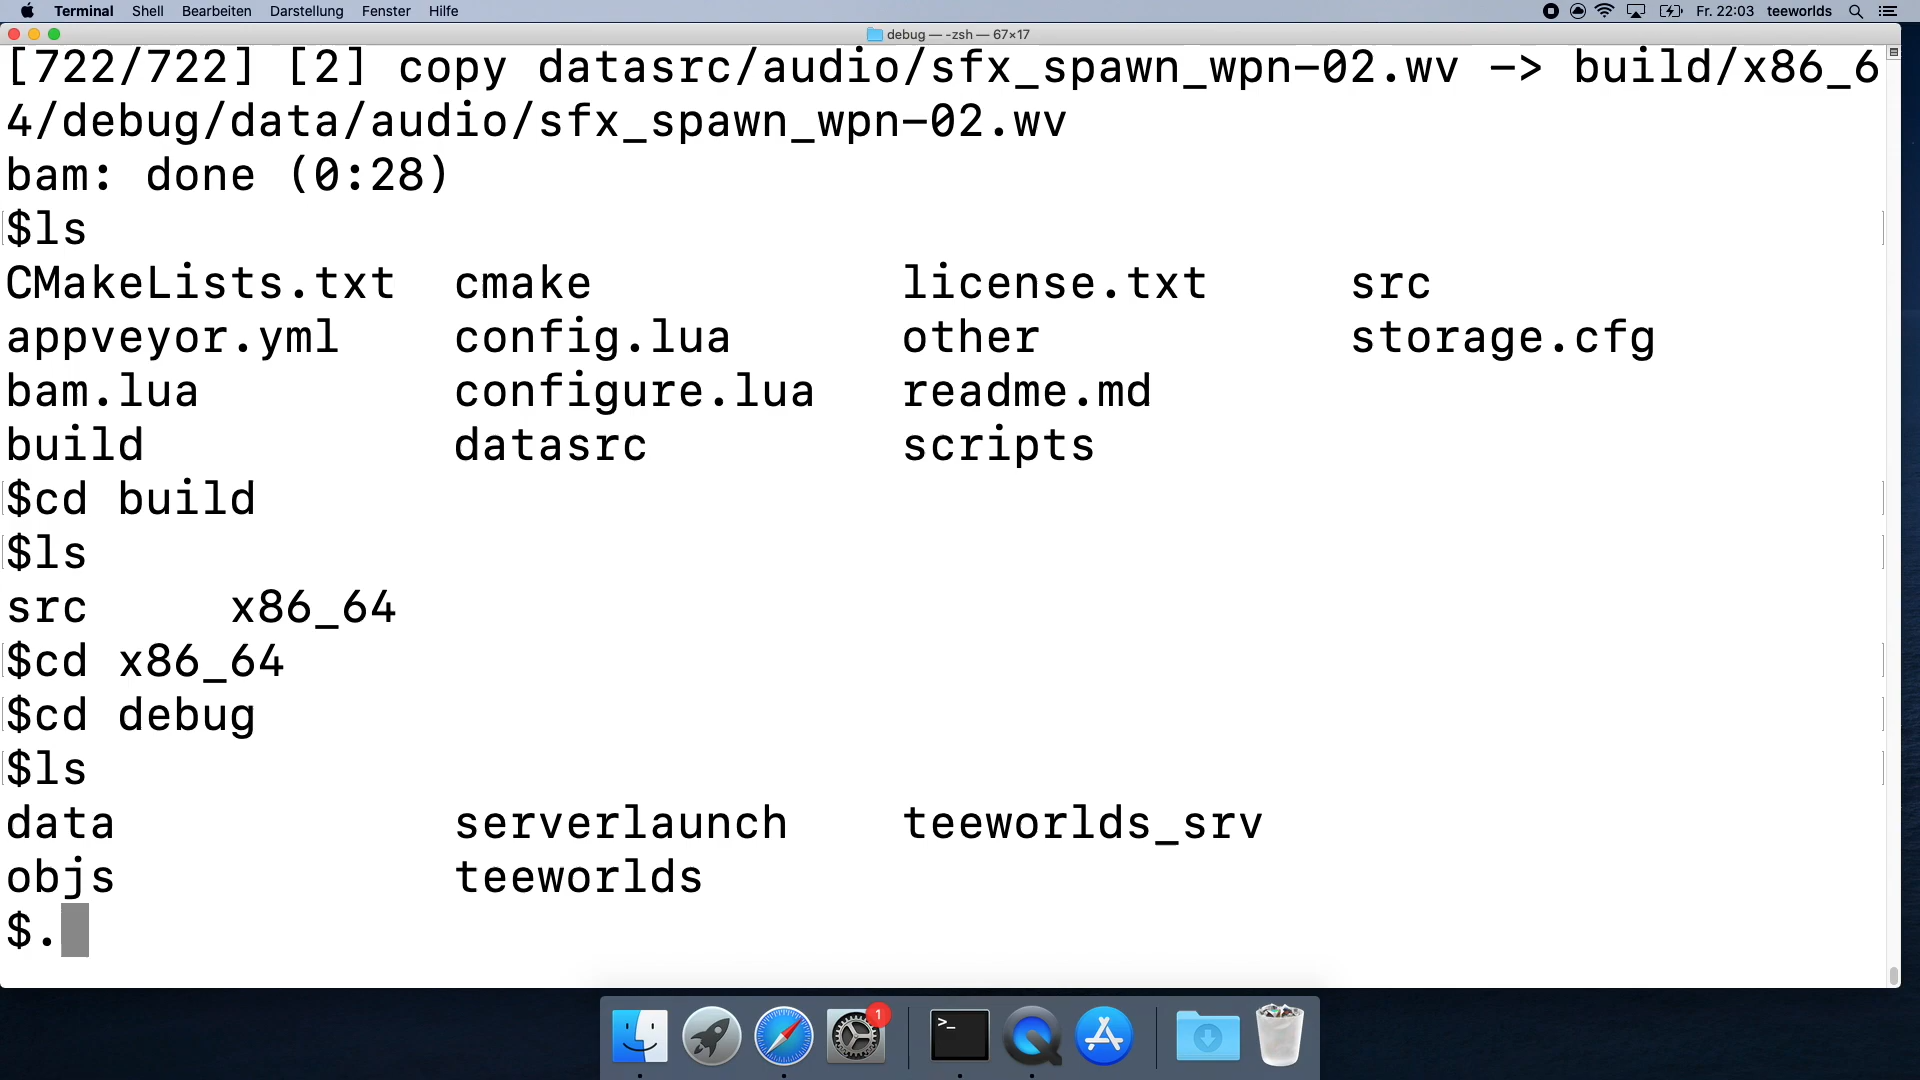 Terminal Shell Bearbeiten Darstellung Fenster Hilfe Fr. 22:03 teeworlds
debug — -zsh — 67×17
[722/722] [2] copy datasrc/audio/sfx_spawn_wpn-02.wv -> build/x86_6
4/debug/data/audio/sfx_spawn_wpn-02.wv
bam: done (0:28)
$ls
CMakeLists.txt cmake license.txt src
appveyor.yml config.lua other storage.cfg
bam.lua configure.lua readme.md
build datasrc scripts
$cd build
$ls
src x86_64
$cd x86_64
$cd debug
$ls
data serverlaunch teeworlds_srv
objs teeworlds
$.
1
>_